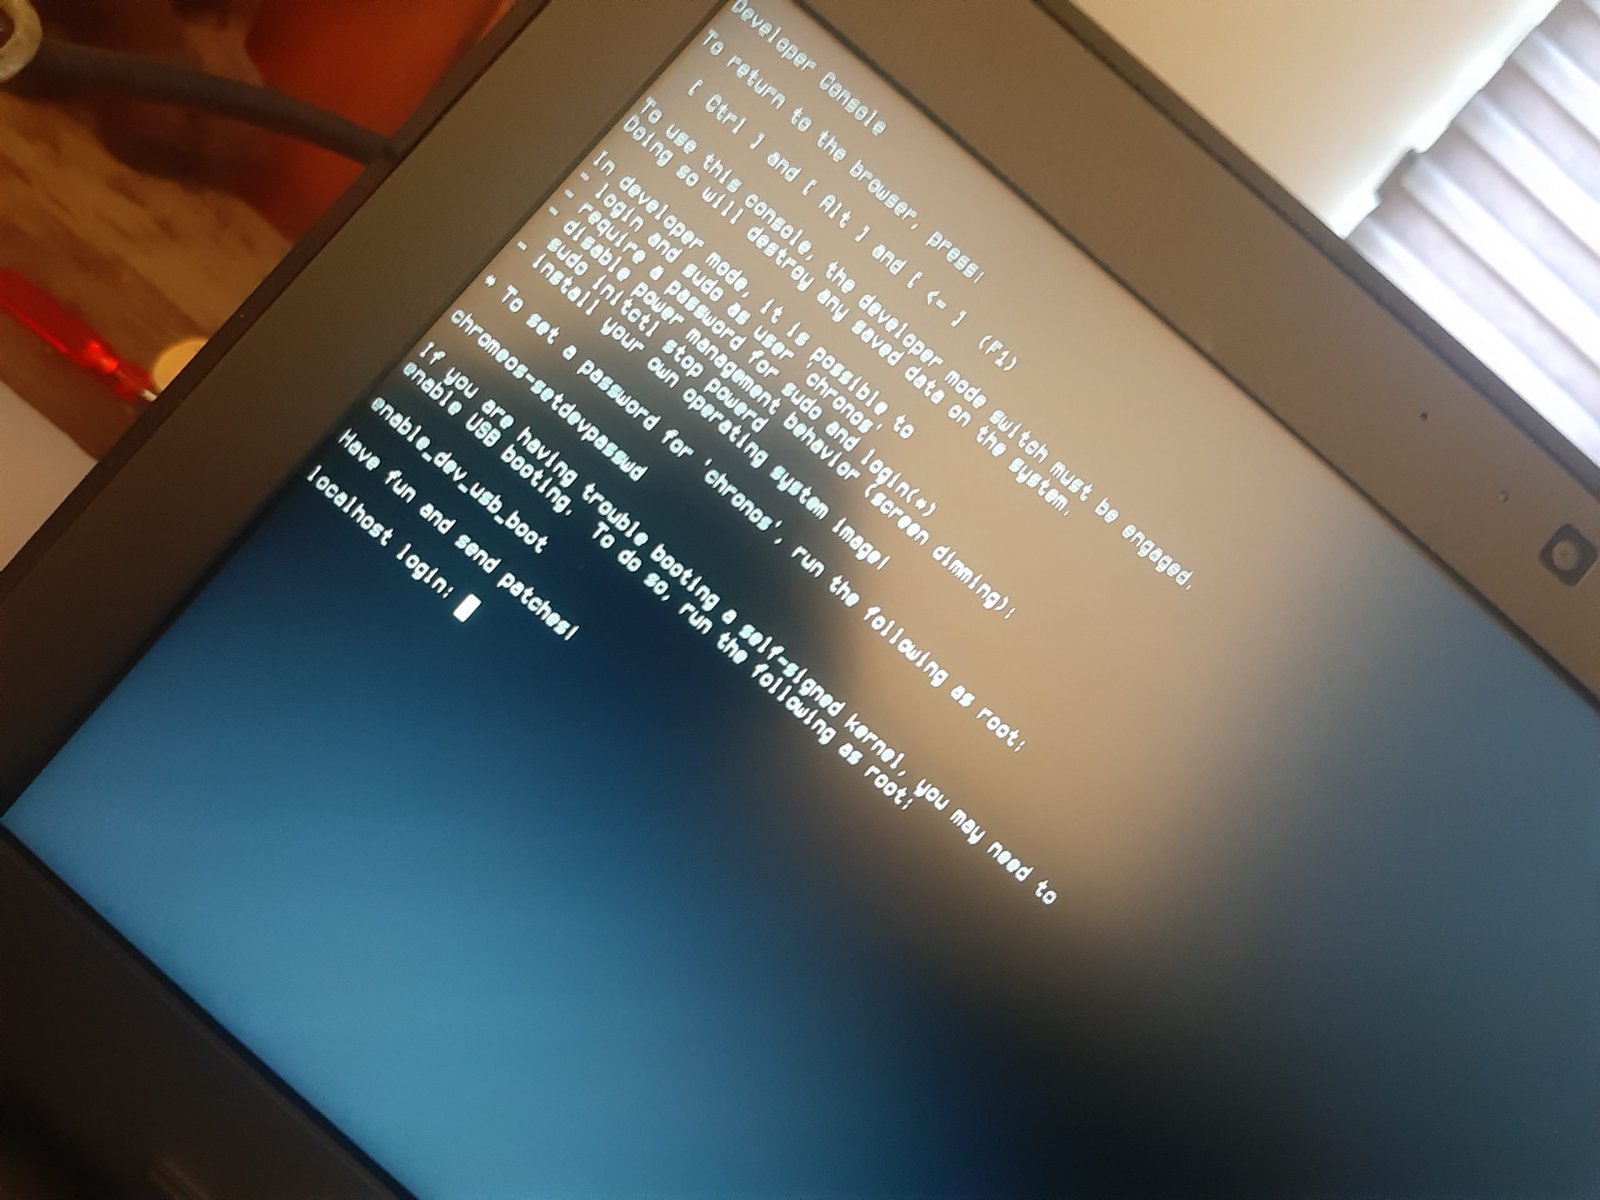 Developer Console
To return to the browser, press:
[ Ctrl ] and [ Alt ] and [ <- ] (F1)
To use this console, the developer mode switch must be engaged.
Doing so will destroy any saved data on the system.
In developer mode, it is possible to
- login and sudo as user 'chronos'.
- require a password for sudo and login(*)
- disable power management behavior (screen dimming):
sudo initctl stop powerd
- install your own operating system image!
* To set a password for 'chronos', run the following as root:
chromeos-setdevpasswd
If you are having trouble booting a self-signed kernel, you may need to
enable USB booting. To do so, run the following as root:
enable_dev_usb_boot
Have fun and send patches!
localhost login: